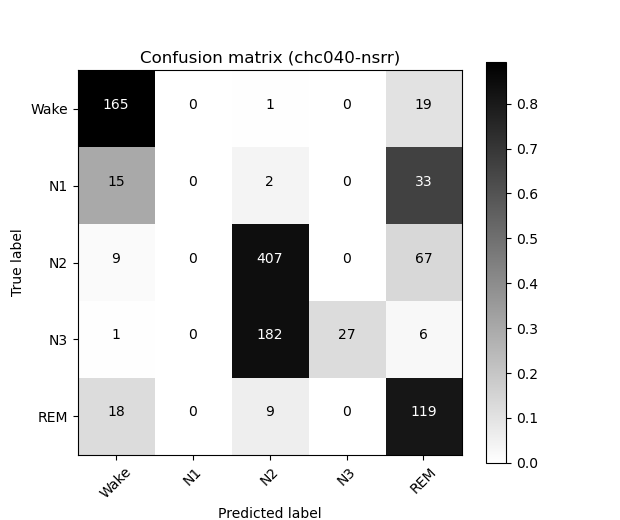 Confusion matrix (chc040-nsrr)
True label
Wake 165 0 1 0 19
N1 15 0 2 0 33
N2 9 0 407 0 67
N3 1 0 182 27 6
REM 18 0 9 0 119
Wake N1 N2 N3 REM
Predicted label
0.8
0.7
0.6
0.5
0.4
0.3
0.2
0.1
0.0